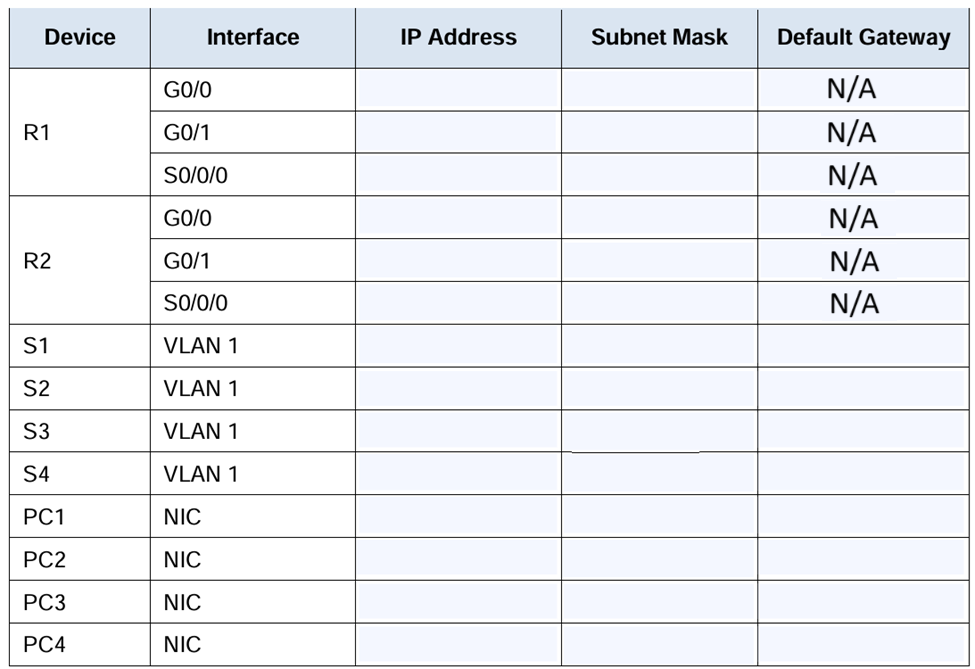 Device Interface IP Address Subnet Mask Default Gateway
R1 G0/0 N/A
G0/1 N/A
S0/0/0 N/A
R2 G0/0 N/A
G0/1 N/A
S0/0/0 N/A
S1 VLAN 1
S2 VLAN 1
S3 VLAN 1
S4 VLAN 1
PC1 NIC
PC2 NIC
PC3 NIC
PC4 NIC